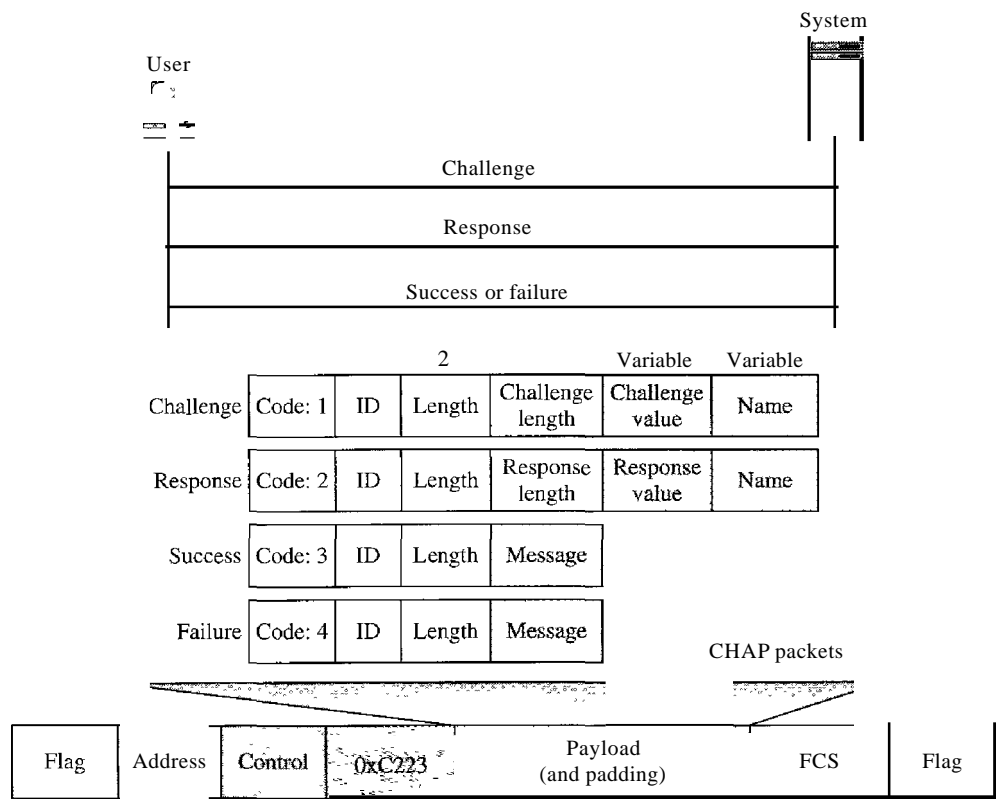 System
User
Challenge
Response
Success or failure
2 Variable Variable
Challenge Code: 1 ID Length Challenge length Challenge value Name
Response Code: 2 ID Length Response length Response value Name
Success Code: 3 ID Length Message
Failure Code: 4 ID Length Message
CHAP packets
Flag Address Control 0xC223 Payload (and padding) FCS Flag